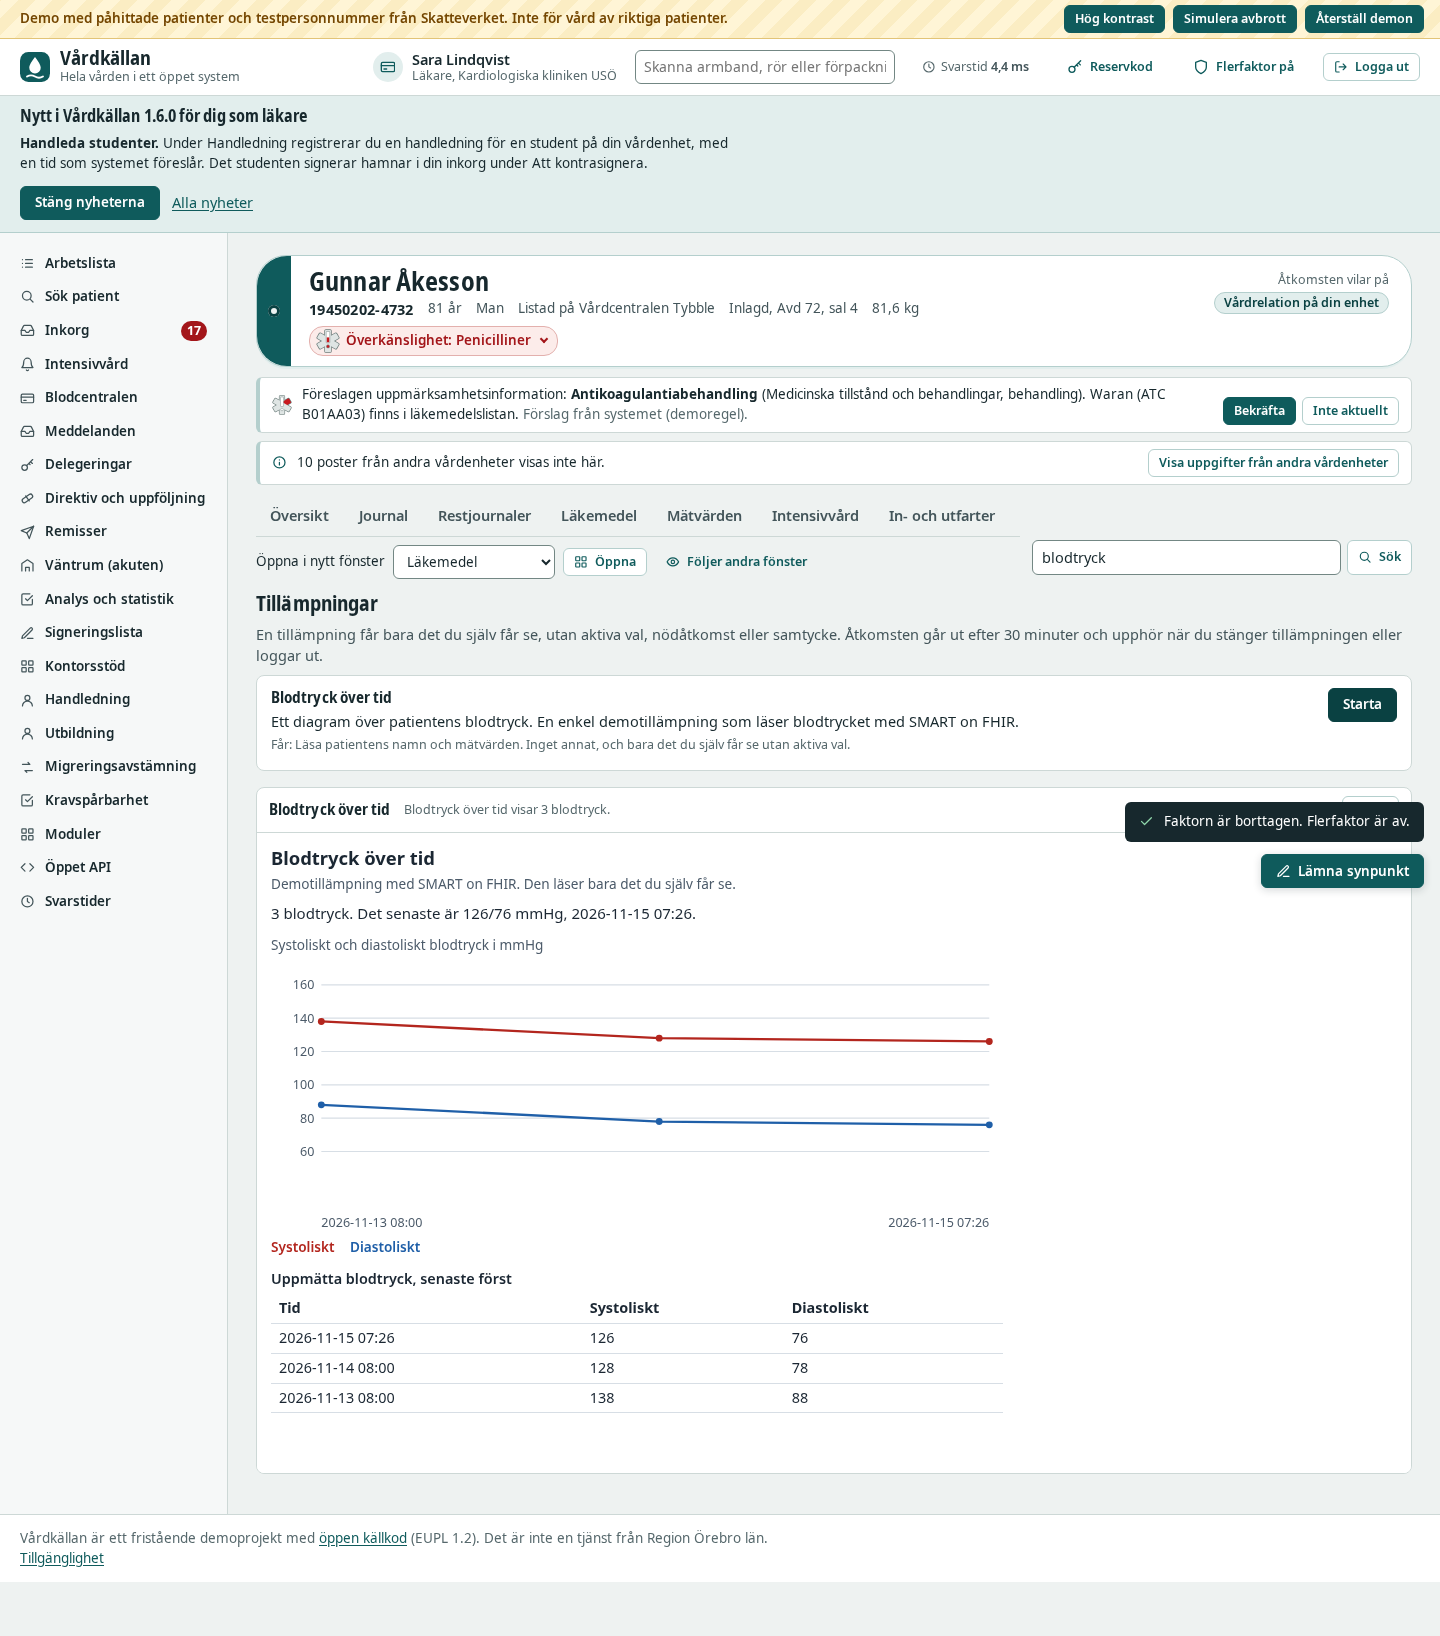 Demo med påhittade patienter och testpersonnummer från Skatteverket. Inte för vård av riktiga patienter.
Hög kontrast
Simulera avbrott
Återställ demon
Vårdkällan
Hela vården i ett öppet system
Sara Lindqvist
Läkare, Kardiologiska kliniken USÖ
Skanna armband, rör eller förpackni
Svarstid 4,4 ms
Reservkod
Flerfaktor på
Logga ut
Nytt i Vårdkällan 1.6.0 för dig som läkare
Handleda studenter. Under Handledning registrerar du en handledning för en student på din vårdenhet, med
en tid som systemet föreslår. Det studenten signerar hamnar i din inkorg under Att kontrasignera.
Stäng nyheterna
Alla nyheter
Arbetslista
Sök patient
Inkorg 17
Intensivvård
Blodcentralen
Meddelanden
Delegeringar
Direktiv och uppföljning
Remisser
Väntrum (akuten)
Analys och statistik
Signeringslista
Kontorsstöd
Handledning
Utbildning
Migreringsavstämning
Kravspårbarhet
Moduler
Öppet API
Svarstider
Gunnar Åkesson
19450202-4732 81 år Man Listad på Vårdcentralen Tybble Inlagd, Avd 72, sal 4 81,6 kg
Överkänslighet: Penicilliner
Åtkomsten vilar på
Vårdrelation på din enhet
Föreslagen uppmärksamhetsinformation: Antikoagulantiabehandling (Medicinska tillstånd och behandlingar, behandling). Waran (ATC
B01AA03) finns i läkemedelslistan. Förslag från systemet (demoregel).
Bekräfta
Inte aktuellt
10 poster från andra vårdenheter visas inte här.
Visa uppgifter från andra vårdenheter
Översikt
Journal
Restjournaler
Läkemedel
Mätvärden
Intensivvård
In- och utfarter
Öppna i nytt fönster
Läkemedel
Öppna
Följer andra fönster
blodtryck
Sök
Tillämpningar
En tillämpning får bara det du själv får se, utan aktiva val, nödåtkomst eller samtycke. Åtkomsten går ut efter 30 minuter och upphör när du stänger tillämpningen eller
loggar ut.
Blodtryck över tid
Ett diagram över patientens blodtryck. En enkel demotillämpning som läser blodtrycket med SMART on FHIR.
Får: Läsa patientens namn och mätvärden. Inget annat, och bara det du själv får se utan aktiva val.
Starta
Blodtryck över tid
Blodtryck över tid visar 3 blodtryck.
Faktorn är borttagen. Flerfaktor är av.
Lämna synpunkt
Blodtryck över tid
Demotillämpning med SMART on FHIR. Den läser bara det du själv får se.
3 blodtryck. Det senaste är 126/76 mmHg, 2026-11-15 07:26.
Systoliskt och diastoliskt blodtryck i mmHg
160
140
120
100
80
60
2026-11-13 08:00
2026-11-15 07:26
Systoliskt
Diastoliskt
Uppmätta blodtryck, senaste först
Tid Systoliskt Diastoliskt
2026-11-15 07:26 126 76
2026-11-14 08:00 128 78
2026-11-13 08:00 138 88
Vårdkällan är ett fristående demoprojekt med öppen källkod (EUPL 1.2). Det är inte en tjänst från Region Örebro län.
Tillgänglighet